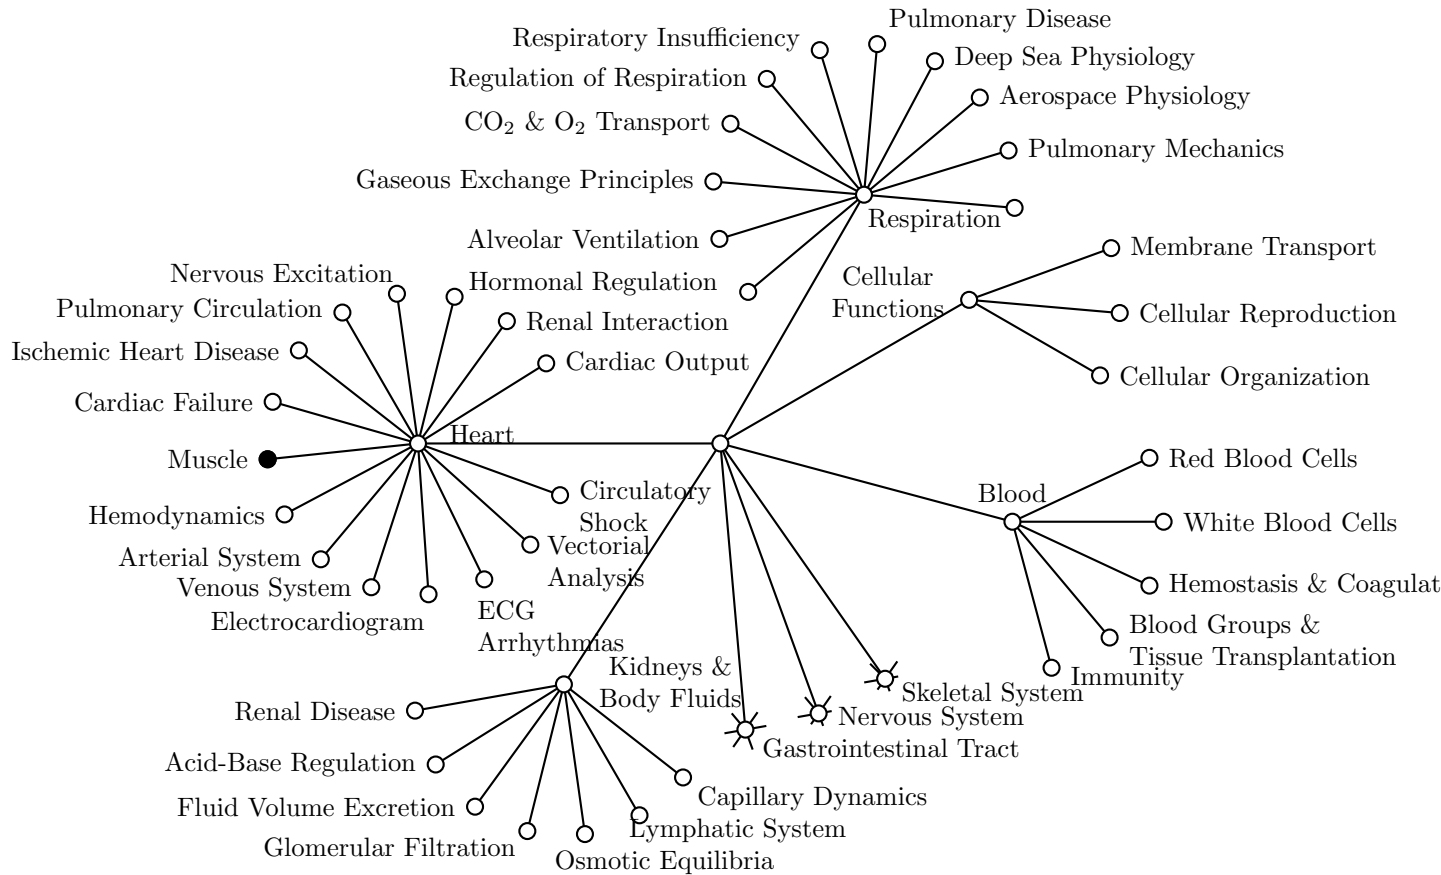 Pulmonary Disease
Respiratory Insufficiency
Deep Sea Physiology
Regulation of Respiration
Aerospace Physiology
CO₂ & O₂ Transport
Pulmonary Mechanics
Gaseous Exchange Principles
Respiration
Alveolar Ventilation
Membrane Transport
Nervous Excitation
Hormonal Regulation
Cellular
Functions
Pulmonary Circulation
Renal Interaction
Cellular Reproduction
Ischemic Heart Disease
Cardiac Output
Cellular Organization
Cardiac Failure
Heart
Muscle
Red Blood Cells
Circulatory
Shock
Blood
Hemodynamics
White Blood Cells
Vectorial
Analysis
Arterial System
Venous System
Hemostasis & Coagulat
Electrocardiogram
ECG
Arrhythmias
Blood Groups &
Tissue Transplantation
Immunity
Kidneys &
Body Fluids
Skeletal System
Renal Disease
Nervous System
Gastrointestinal Tract
Acid-Base Regulation
Capillary Dynamics
Fluid Volume Excretion
Lymphatic System
Glomerular Filtration
Osmotic Equilibria